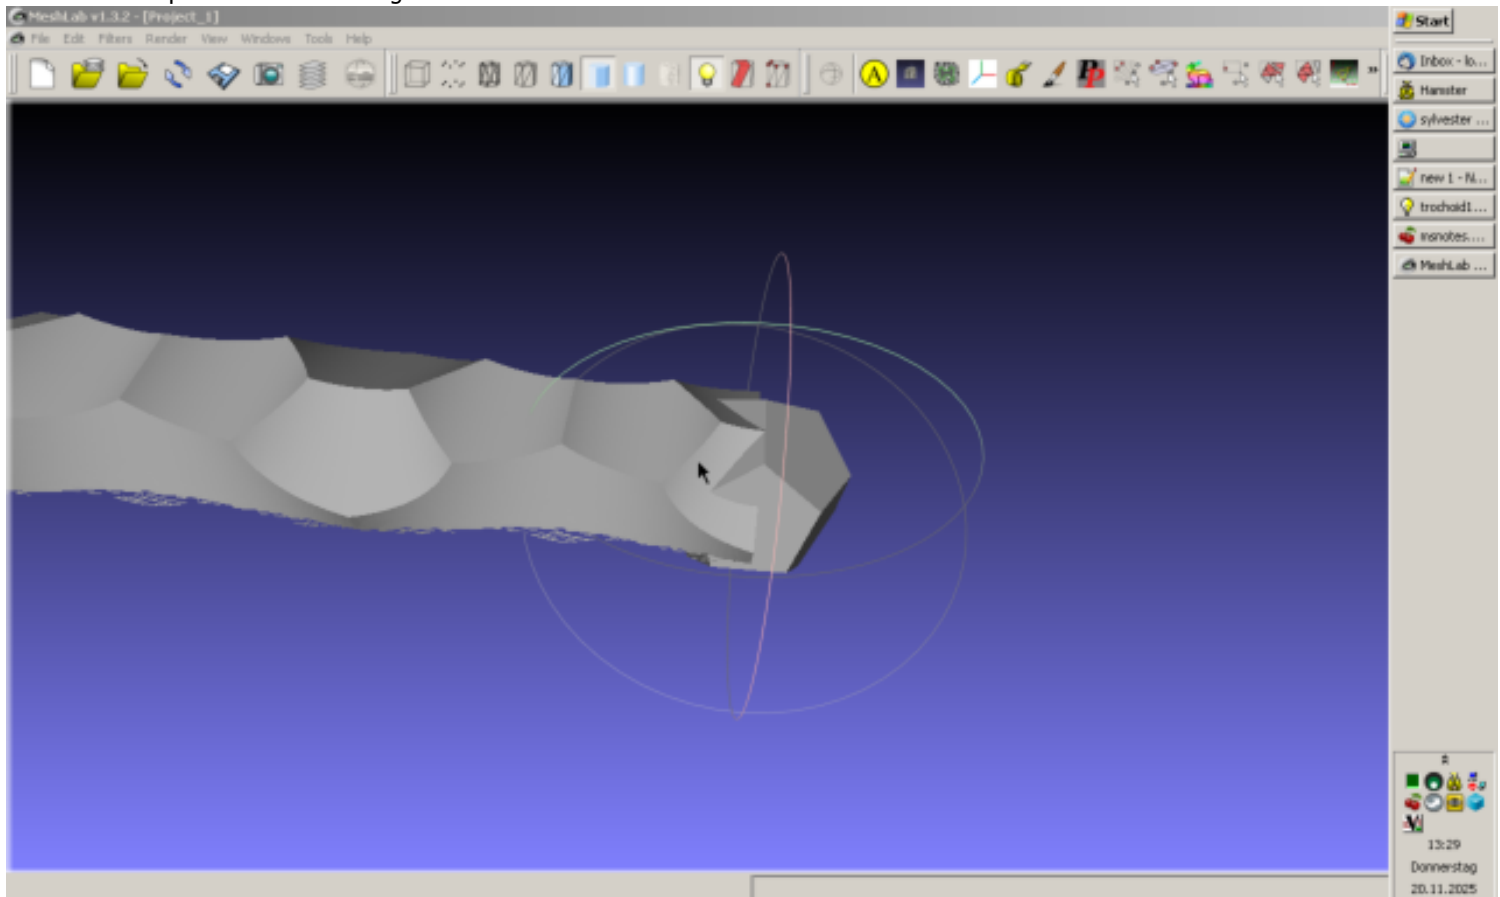 MeshLab v1.3.2 - [Project_1]
File Edit Filters Render View Windows Tools Help
A
Start
Inbox - lo...
Hamster
sylvester ...
new 1 - N...
trochoid1...
msnotes....
MeshLab ...
13:29
Donnerstag
20.11.2025